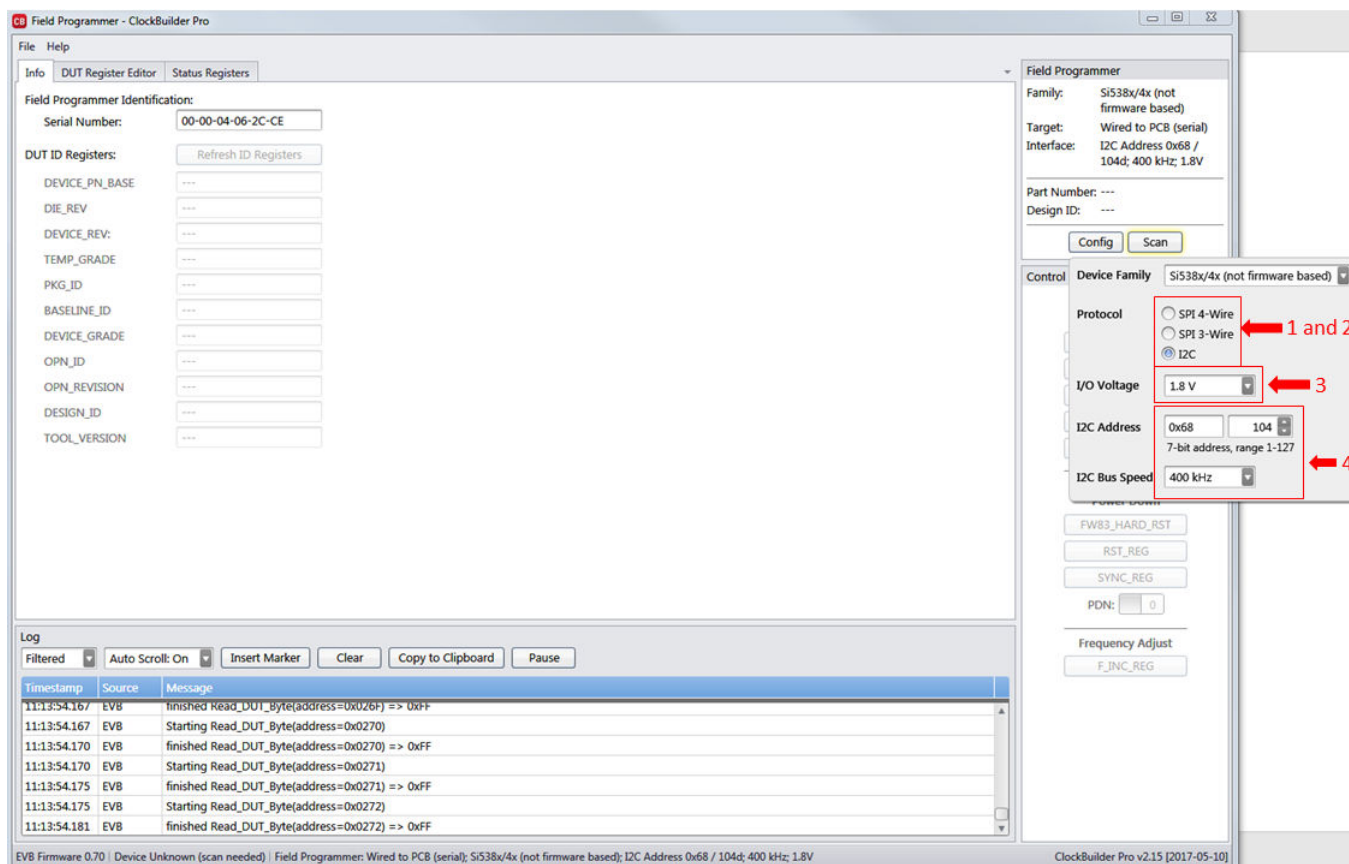 CB Field Programmer - ClockBuilder Pro
File Help
Info DUT Register Editor Status Registers
Field Programmer Identification:
Serial Number: 00-00-04-06-2C-CE
DUT ID Registers: Refresh ID Registers
DEVICE_PN_BASE ---
DIE_REV ---
DEVICE_REV: ---
TEMP_GRADE ---
PKG_ID ---
BASELINE_ID ---
DEVICE_GRADE ---
OPN_ID ---
OPN_REVISION ---
DESIGN_ID ---
TOOL_VERSION ---
Field Programmer
Family: Si538x/4x (not
firmware based)
Target: Wired to PCB (serial)
Interface: I2C Address 0x68 /
104d; 400 kHz; 1.8V
Part Number: ---
Design ID: ---
Config Scan
Control
Device Family Si538x/4x (not firmware based)
Protocol SPI 4-Wire
SPI 3-Wire
I2C
1 and 2
I/O Voltage 1.8 V
3
I2C Address 0x68 104
7-bit address, range 1-127
I2C Bus Speed 400 kHz
4
Power Down
FW83_HARD_RST
RST_REG
SYNC_REG
PDN: 0
Frequency Adjust
F_INC_REG
Log
Filtered Auto Scroll: On Insert Marker Clear Copy to Clipboard Pause
Timestamp Source Message
11:13:54.167 EVB finished Read_DUT_Byte(address=0x026F) => 0xFF
11:13:54.167 EVB Starting Read_DUT_Byte(address=0x0270)
11:13:54.170 EVB finished Read_DUT_Byte(address=0x0270) => 0xFF
11:13:54.170 EVB Starting Read_DUT_Byte(address=0x0271)
11:13:54.175 EVB finished Read_DUT_Byte(address=0x0271) => 0xFF
11:13:54.175 EVB Starting Read_DUT_Byte(address=0x0272)
11:13:54.181 EVB finished Read_DUT_Byte(address=0x0272) => 0xFF
EVB Firmware 0.70 | Device Unknown (scan needed) | Field Programmer: Wired to PCB (serial); Si538x/4x (not firmware based); I2C Address 0x68 / 104d; 400 kHz; 1.8V
ClockBuilder Pro v2.15 [2017-05-10]